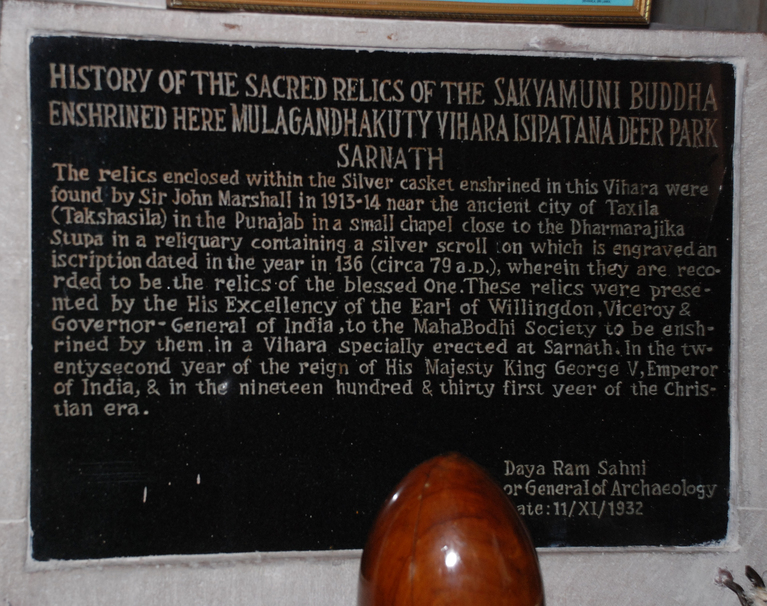 HISTORY OF THE SACRED RELICS OF THE SAKYAMUNI BUDDHA
ENSHRINED HERE MULAGANDHAKUTY VIHARA ISIPATANA DEER PARK
SARNATH
The relics enclosed within the Silver casket enshrined in this Vihara were
found by Sir John Marshall in 1913-14 near the ancient city of Taxila
(Takshasila) in the Punajab in a small chapel close to the Dharmarajika
Stupa in a reliquary containing a silver scroll :on which is engraved an
iscription dated in the year in 136 (circa 79 a.D.), wherein they are reco-
rded to be the relics of the blessed One. These relics were prese-
nted by the His Excellency of the Earl of Willingdon, Viceroy &
Governor-General of India, to the MahaBodhi Society to be ensh-
rined by them in a Vihara specially erected at Sarnath. In the tw-
entysecond year of the reign of His Majesty King George V, Emperor
of India, & in the nineteen hundred & thirty first year of the Chris-
tian era.
Daya Ram Sahni
or General of Archaeology
ate: 11/XI/1932